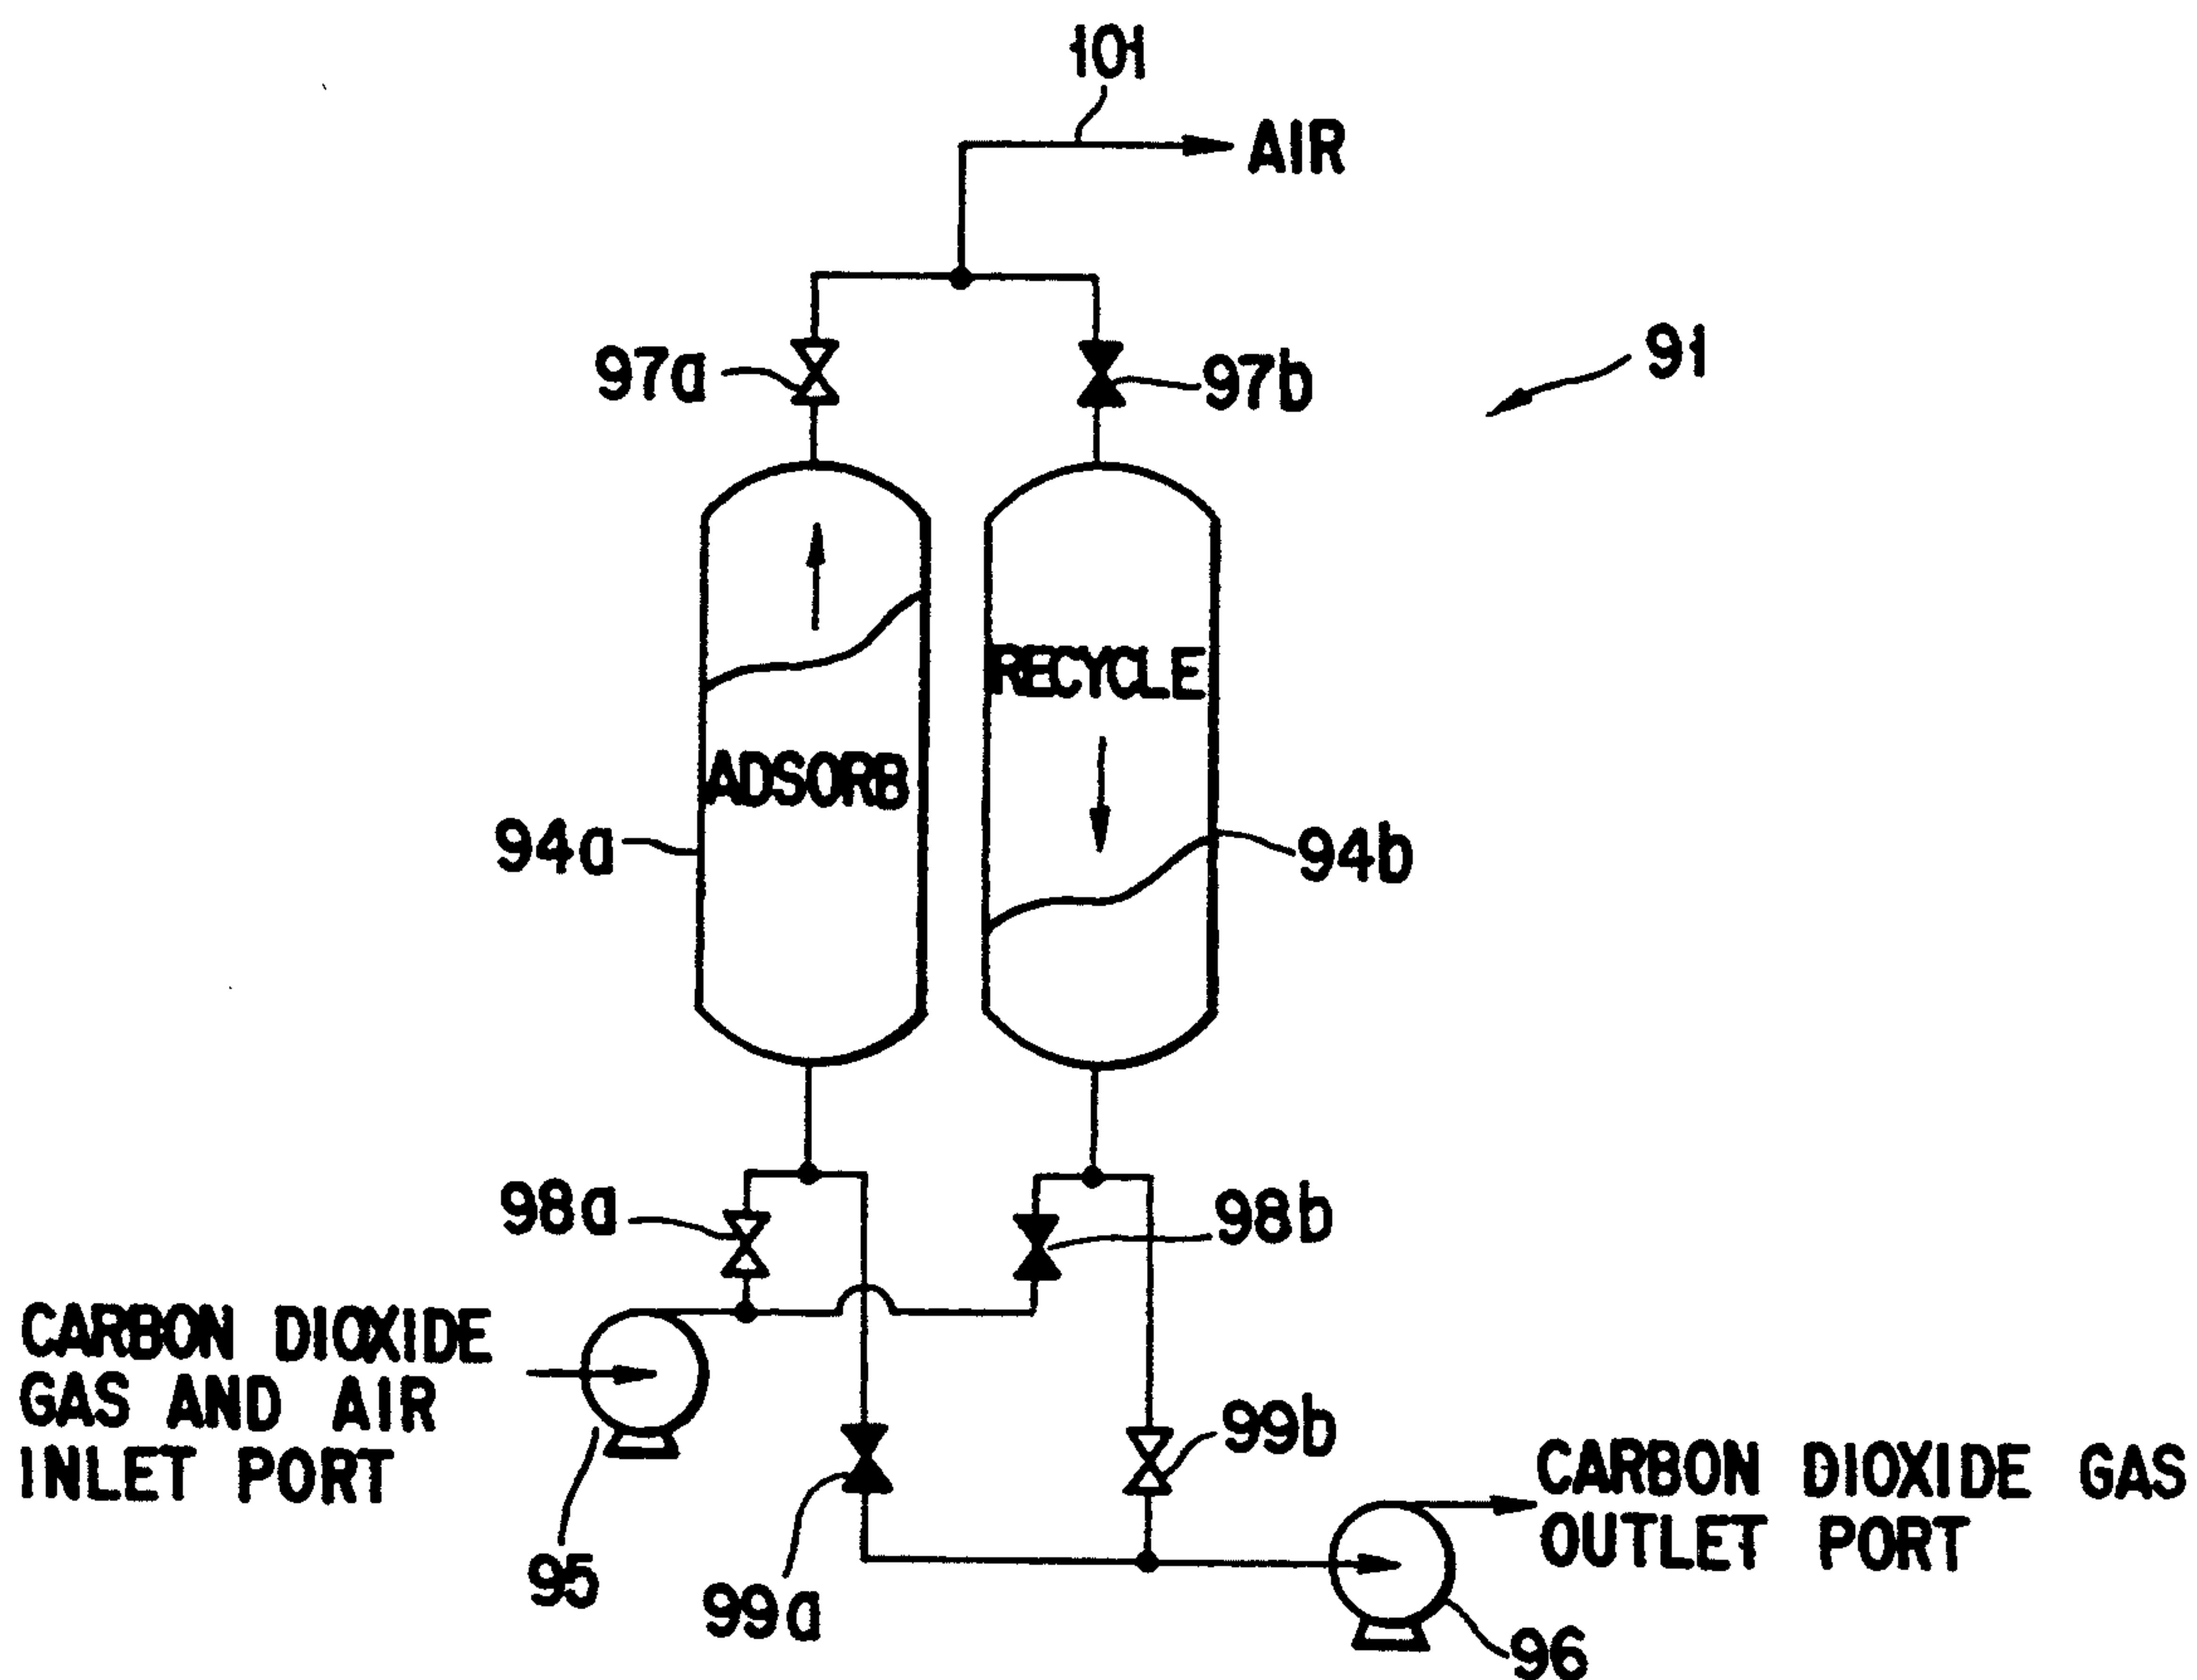 101
AIR
91
97a
97b
RECYCLE
ADSORB
94a
94b
98a
98b
CARBON DIOXIDE
GAS AND AIR
INLET PORT
99b
CARBON DIOXIDE GAS
OUTLET PORT
95
99a
96